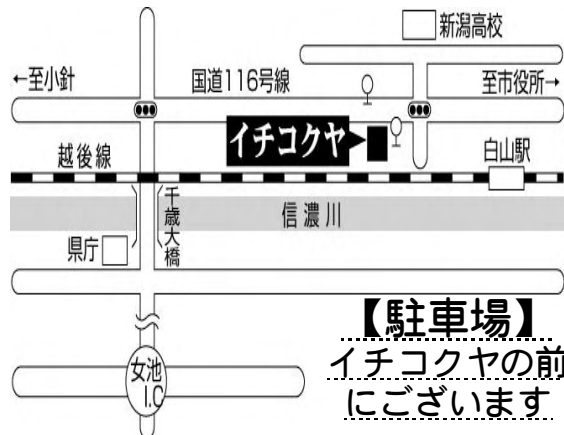 新潟高校
←至小針
国道116号線
至市役所→
イチコクヤ
越後線
白山駅
千歳大橋
信濃川
県庁
女池
I.C
【駐車場】
イチコクヤの前
にございます